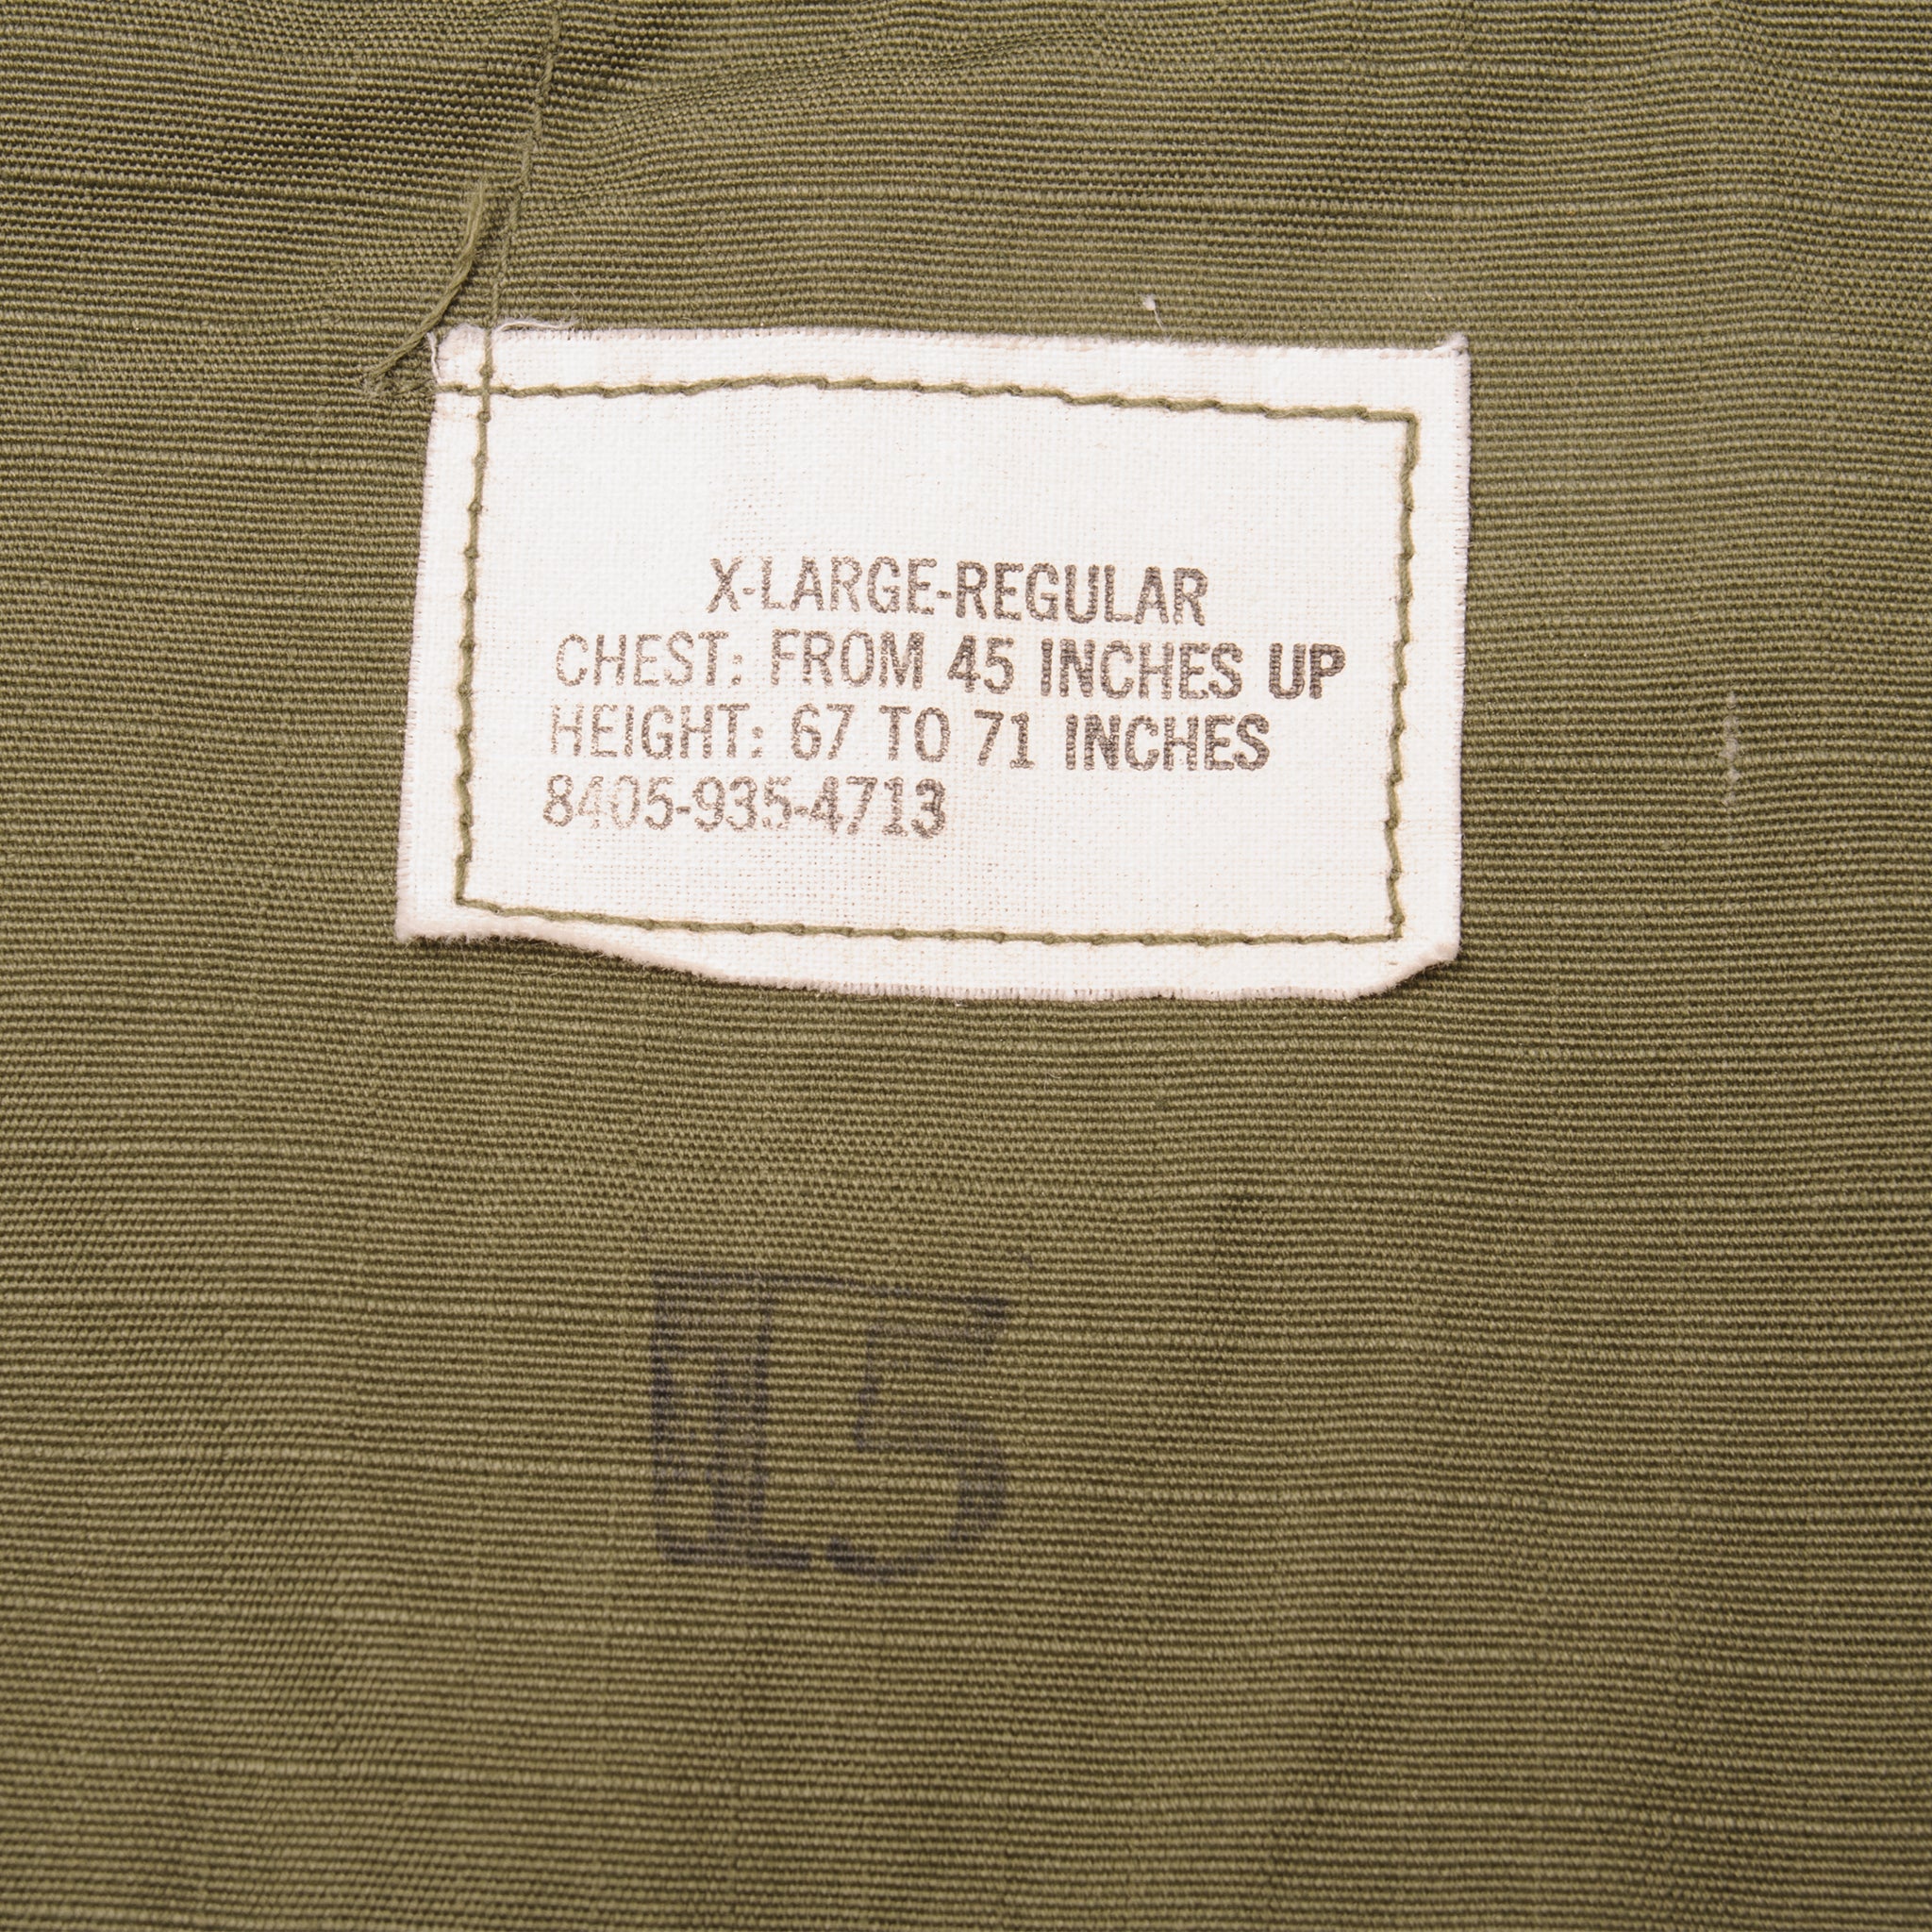 X-LARGE-REGULAR
CHEST: FROM 45 INCHES UP
HEIGHT: 67 TO 71 INCHES
8405-935-4713